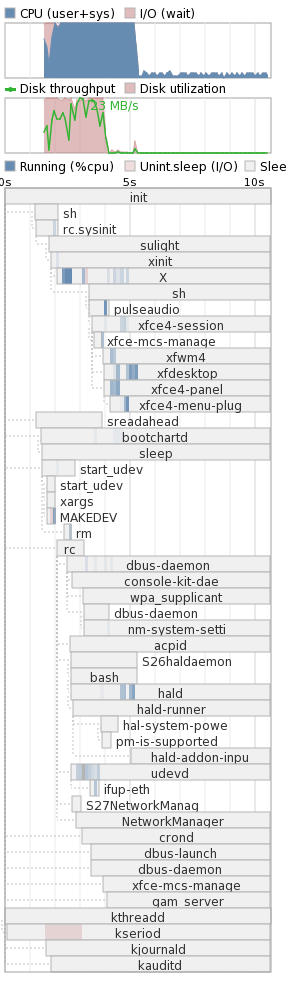 CPU (user+sys) I/O (wait)
Disk throughput Disk utilization
23 MB/s
Running (%cpu) Unint.sleep (I/O) Slee
0s 5s 10s
init
sh
rc.sysinit
sulight
xinit
X
sh
pulseaudio
xfce4-session
xfce-mcs-manage
xfwm4
xfdesktop
xfce4-panel
xfce4-menu-plug
sreadahead
bootchartd
sleep
start_udev
start_udev
xargs
MAKEDEV
rm
rc
dbus-daemon
console-kit-dae
wpa_supplicant
dbus-daemon
nm-system-setti
acpid
S26haldaemon
bash
hald
hald-runner
hal-system-powe
pm-is-supported
hald-addon-inpu
udevd
ifup-eth
S27NetworkManag
NetworkManager
crond
dbus-launch
dbus-daemon
xfce-mcs-manage
gam_server
kthreadd
kseriod
kjournald
kauditd